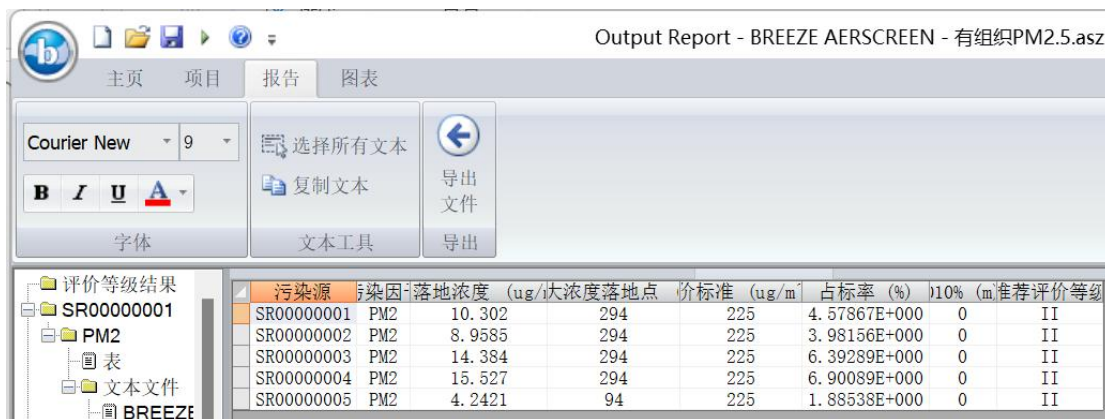 Output Report - BREEZE AERSCREEN - 有组织PM2.5.asz
主页 项目 报告 图表
Courier New 9 选择所有文本
B I U A 复制文本 导出文件
字体 文本工具 导出
评价等级结果
SR00000001
PM2
表
文本文件
BREEZE
污染源 污染因 落地浓度 (ug/ 大浓度落地点 价标准 (ug/m 占标率 (%) 10% (m 推荐评价等级
SR00000001 PM2 10.302 294 225 4.57867E+000 0 II
SR00000002 PM2 8.9585 294 225 3.98156E+000 0 II
SR00000003 PM2 14.384 294 225 6.39289E+000 0 II
SR00000004 PM2 15.527 294 225 6.90089E+000 0 II
SR00000005 PM2 4.2421 94 225 1.88538E+000 0 II